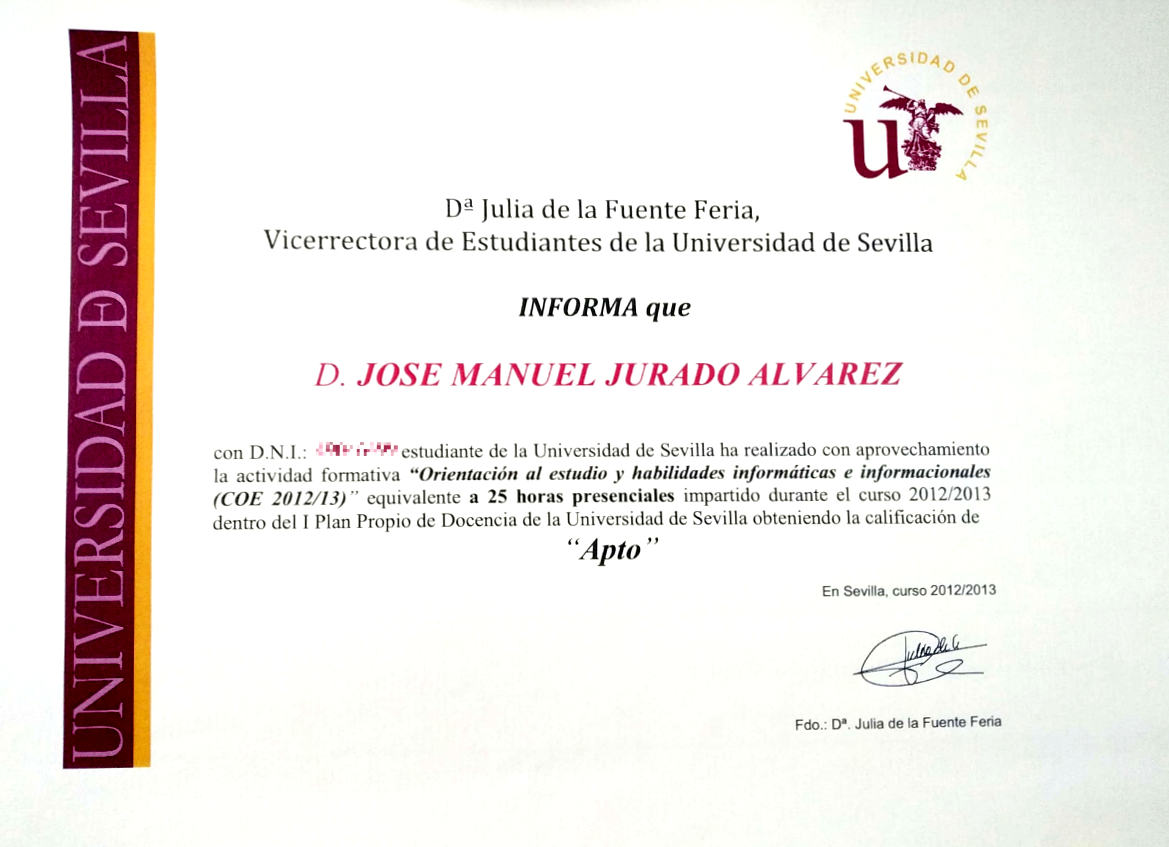 UNIVERSIDAD DE SEVILLA
UNIVERSIDAD DE SEVILLA
Dª Julia de la Fuente Feria,
Vicerrectora de Estudiantes de la Universidad de Sevilla
INFORMA que
D. JOSE MANUEL JURADO ALVAREZ
con D.N.I.: estudiante de la Universidad de Sevilla ha realizado con aprovechamiento
la actividad formativa “Orientación al estudio y habilidades informáticas e informacionales
(COE 2012/13)” equivalente a 25 horas presenciales impartido durante el curso 2012/2013
dentro del I Plan Propio de Docencia de la Universidad de Sevilla obteniendo la calificación de
“Apto”
En Sevilla, curso 2012/2013
Fdo.: Dª. Julia de la Fuente Feria